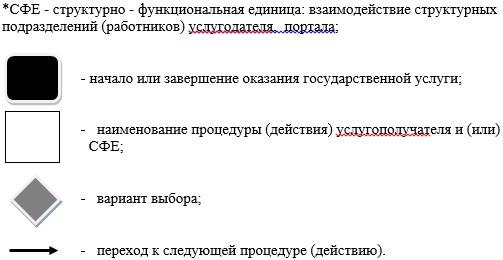 *СФЕ - структурно - функциональная единица: взаимодействие структурных
подразделений (работников) услугодателя, портала;
- начало или завершение оказания государственной услуги;
- наименование процедуры (действия) услугополучателя и (или)
СФЕ;
- вариант выбора;
- переход к следующей процедуре (действию).